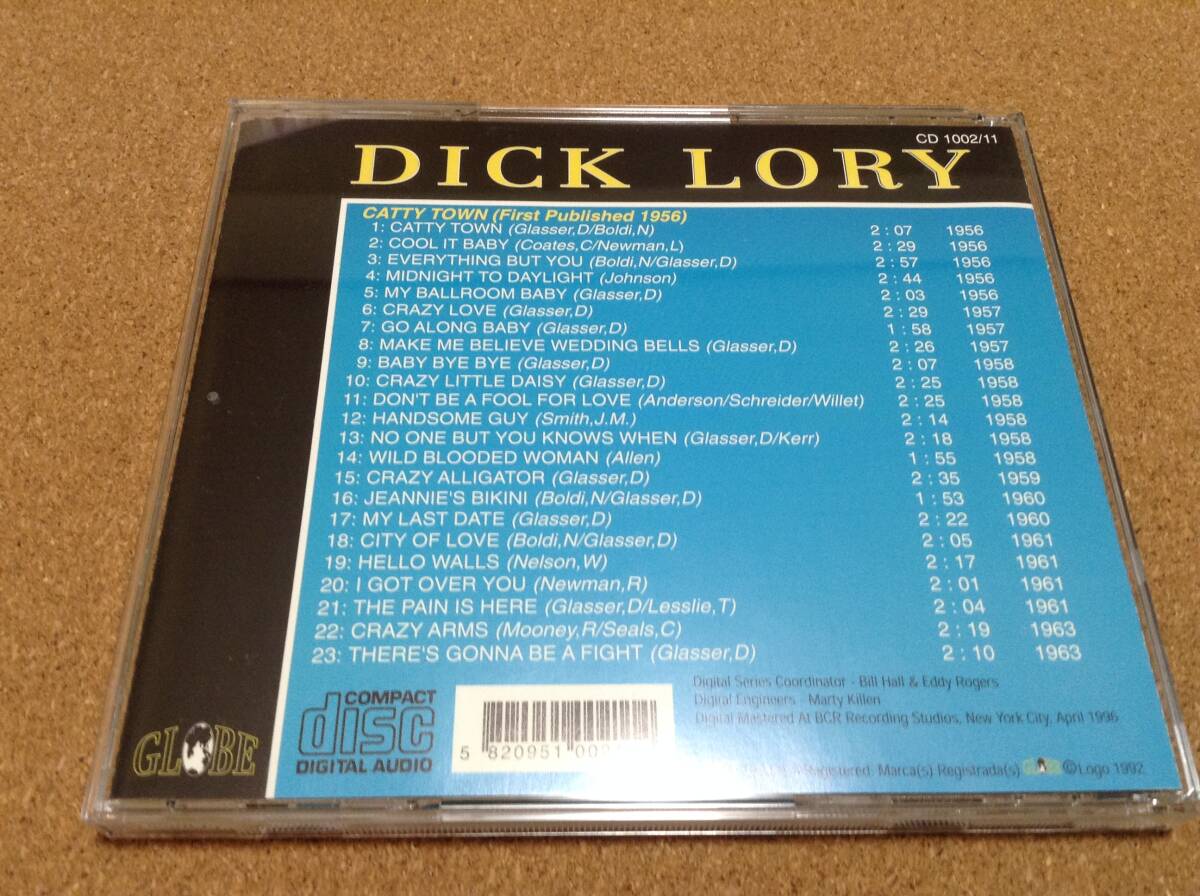 CD 1002/11
DICK LORY
CATTY TOWN (First Published 1956)
1: CATTY TOWN (Glasser,D/Boldi,N) 2 : 07 1956
2: COOL IT BABY (Coates,C/Newman,L) 2 : 29 1956
3: EVERYTHING BUT YOU (Boldi,N/Glasser,D) 2 : 57 1956
4: MIDNIGHT TO DAYLIGHT (Johnson) 2 : 44 1956
5: MY BALLROOM BABY (Glasser,D) 2 : 03 1956
6: CRAZY LOVE (Glasser,D) 2 : 29 1957
7: GO ALONG BABY (Glasser,D) 1 : 58 1957
8: MAKE ME BELIEVE WEDDING BELLS (Glasser,D) 2 : 26 1957
9: BABY BYE BYE (Glasser,D) 2 : 07 1958
10: CRAZY LITTLE DAISY (Glasser,D) 2 : 25 1958
11: DON'T BE A FOOL FOR LOVE (Anderson/Schreider/Willet) 2 : 25 1958
12: HANDSOME GUY (Smith,J.M.) 2 : 14 1958
13: NO ONE BUT YOU KNOWS WHEN (Glasser,D/Kerr) 2 : 18 1958
14: WILD BLOODED WOMAN (Allen) 1 : 55 1958
15: CRAZY ALLIGATOR (Glasser,D) 2 : 35 1959
16: JEANNIE'S BIKINI (Boldi,N/Glasser,D) 1 : 53 1960
17: MY LAST DATE (Glasser,D) 2 : 22 1960
18: CITY OF LOVE (Boldi,N/Glasser,D) 2 : 05 1961
19: HELLO WALLS (Nelson,W) 2 : 17 1961
20: I GOT OVER YOU (Newman,R) 2 : 01 1961
21: THE PAIN IS HERE (Glasser,D/Lesslie,T) 2 : 04 1961
22: CRAZY ARMS (Mooney,R/Seals,C) 2 : 19 1963
23: THERE'S GONNA BE A FIGHT (Glasser,D) 2 : 10 1963
Digital Series Coordinator - Bill Hall & Eddy Rogers
Digital Engineers - Marty Killen
Digital Mastered At BCR Recording Studios, New York City, April 1996
Registered. Marca(s) Registrada(s) GLOBE ©Logo 1992
GLOBE
COMPACT
disc
DIGITAL AUDIO
5 820951